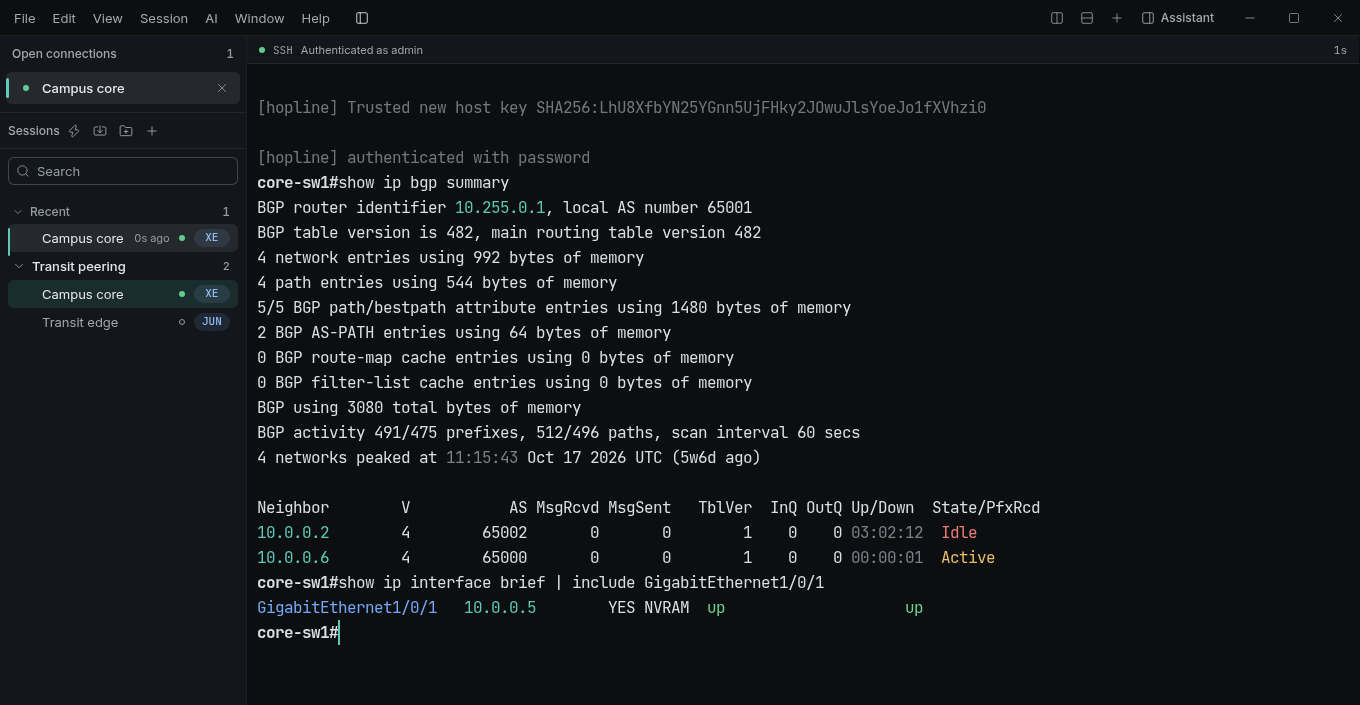 File Edit View Session AI Window Help
Assistant
Open connections 1
Campus core
Sessions
Search
Recent 1
Campus core 0s ago XE
Transit peering 2
Campus core XE
Transit edge JUN
SSH Authenticated as admin 1s
[hopline] Trusted new host key SHA256:LhU8XfbYN25YGnn5UjFHky2JOwuJlsYoeJo1fXVhzi0
[hopline] authenticated with password
core-sw1#show ip bgp summary
BGP router identifier 10.255.0.1, local AS number 65001
BGP table version is 482, main routing table version 482
4 network entries using 992 bytes of memory
4 path entries using 544 bytes of memory
5/5 BGP path/bestpath attribute entries using 1480 bytes of memory
2 BGP AS-PATH entries using 64 bytes of memory
0 BGP route-map cache entries using 0 bytes of memory
0 BGP filter-list cache entries using 0 bytes of memory
BGP using 3080 total bytes of memory
BGP activity 491/475 prefixes, 512/496 paths, scan interval 60 secs
4 networks peaked at 11:15:43 Oct 17 2026 UTC (5w6d ago)
Neighbor V AS MsgRcvd MsgSent TblVer InQ OutQ Up/Down State/PfxRcd
10.0.0.2 4 65002 0 0 1 0 0 03:02:12 Idle
10.0.0.6 4 65000 0 0 1 0 0 00:00:01 Active
core-sw1#show ip interface brief | include GigabitEthernet1/0/1
GigabitEthernet1/0/1 10.0.0.5 YES NVRAM up up
core-sw1#